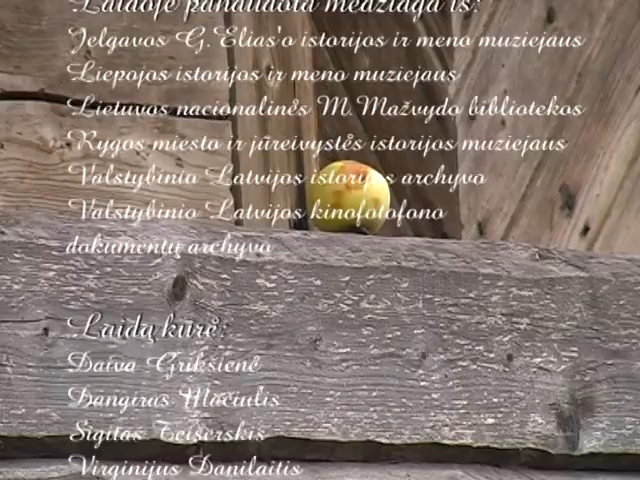 Laidoje panaudota medžiaga iš:
Jelgavos G.Elias'o istorijos ir meno muziejaus
Liepojos istorijos ir meno muziejaus
Lietuvos nacionalinės M.Mažvydo bibliotekos
Rygos miesto ir jūreivystės istorijos muziejaus
Valstybinio Latvijos istorijos archyvo
Valstybinio Latvijos kinofotofono
dokumentų archyvo
Laidą kūrė:
Daiva Grikšienė
Dangiras Mačiulis
Sigitas Teišerskis
Virginijus Danilaitis